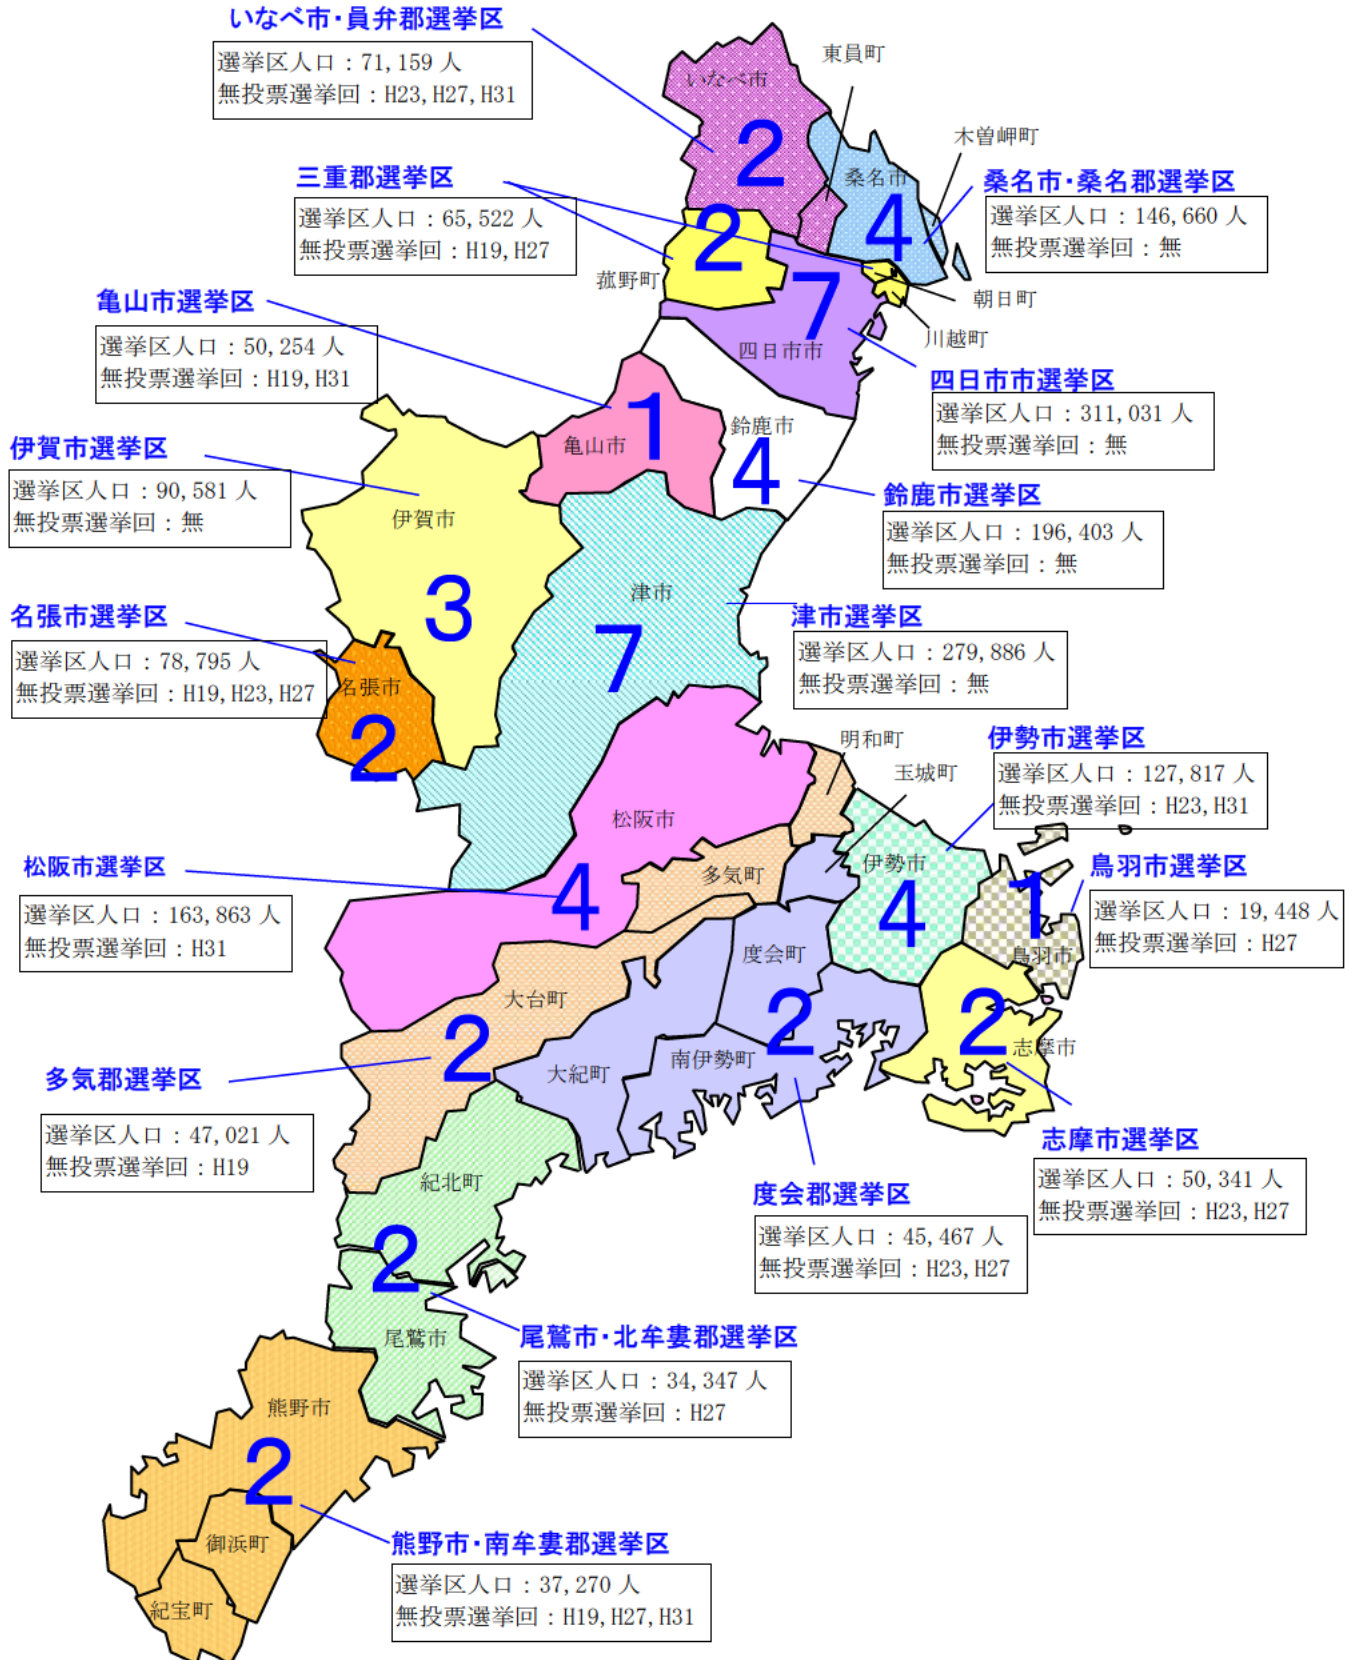 いなべ市・員弁郡選挙区
選挙区人口：71,159 人
無投票選挙回：H23,H27,H31
いなべ市
東員町
2
木曽岬町
桑名市
4
桑名市・桑名郡選挙区
選挙区人口：146,660 人
無投票選挙回：無
三重郡選挙区
選挙区人口：65,522 人
無投票選挙回：H19,H27
2
菰野町
朝日町
川越町
7
四日市市
四日市市選挙区
選挙区人口：311,031 人
無投票選挙回：無
亀山市選挙区
選挙区人口：50,254 人
無投票選挙回：H19,H31
1
亀山市
鈴鹿市
4
鈴鹿市選挙区
選挙区人口：196,403 人
無投票選挙回：無
伊賀市選挙区
選挙区人口：90,581 人
無投票選挙回：無
伊賀市
3
津市
7
津市選挙区
選挙区人口：279,886 人
無投票選挙回：無
名張市選挙区
選挙区人口：78,795 人
無投票選挙回：H19,H23,H27
名張市
2
明和町
玉城町
伊勢市選挙区
選挙区人口：127,817 人
無投票選挙回：H23,H31
松阪市
多気町
伊勢市
4
松阪市選挙区
選挙区人口：163,863 人
無投票選挙回：H31
4
1
鳥羽市
鳥羽市選挙区
選挙区人口：19,448 人
無投票選挙回：H27
度会町
大台町
2
2
2
志摩市
南伊勢町
大紀町
多気郡選挙区
選挙区人口：47,021 人
無投票選挙回：H19
志摩市選挙区
選挙区人口：50,341 人
無投票選挙回：H23,H27
度会郡選挙区
選挙区人口：45,467 人
無投票選挙回：H23,H27
紀北町
2
尾鷲市
尾鷲市・北牟婁郡選挙区
選挙区人口：34,347 人
無投票選挙回：H27
熊野市
2
御浜町
紀宝町
熊野市・南牟婁郡選挙区
選挙区人口：37,270 人
無投票選挙回：H19,H27,H31